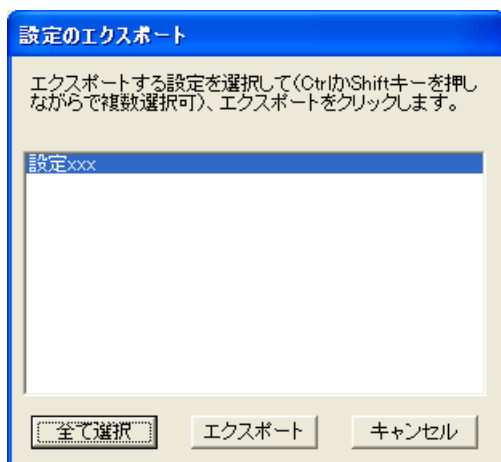 設定のエクスポート
エクスポートする設定を選択して(CtrlかShiftキーを押し
ながらで複数選択可)、エクスポートをクリックします。
設定xxx
全て選択 エクスポート キャンセル